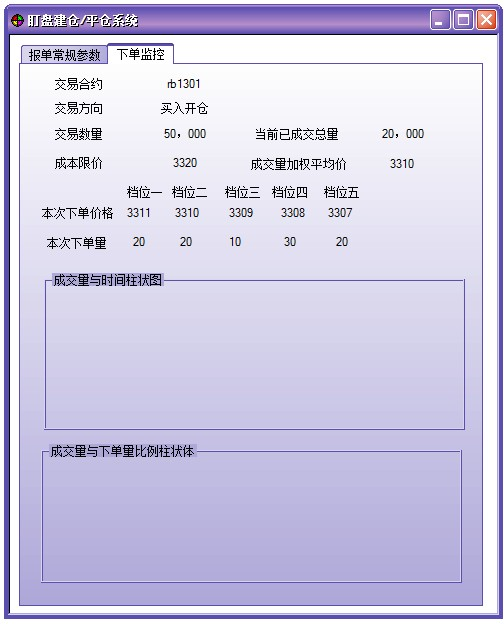 盯盘建仓/平仓系统
报单常规参数 下单监控
交易合约 rb1301
交易方向 买入开仓
交易数量 50，000 当前已成交总量 20，000
成本限价 3320 成交量加权平均价 3310
档位一 档位二 档位三 档位四 档位五
本次下单价格 3311 3310 3309 3308 3307
本次下单量 20 20 10 30 20
成交量与时间柱状图
成交量与下单量比例柱状体